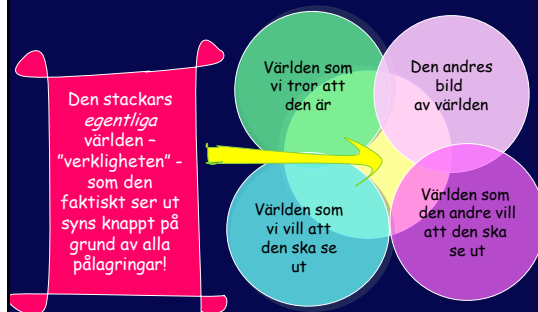 Den stackars
egentliga
världen –
"verkligheten" -
som den
faktiskt ser ut
syns knappt på
grund av alla
pålagringar!
Världen som
vi tror att
den är
Den andres
bild
av världen
Världen som
vi vill att
den ska se
ut
Världen som
den andre vill
att den ska
se ut